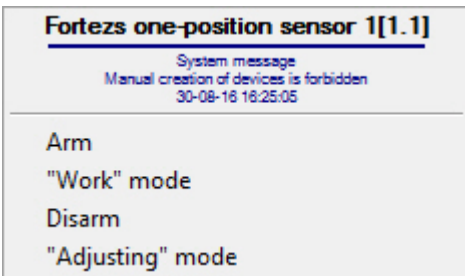 Fortezs one-position sensor 1[1.1]
System message
Manual creation of devices is forbidden
30-08-16 16:25:05
Arm
"Work" mode
Disarm
"Adjusting" mode